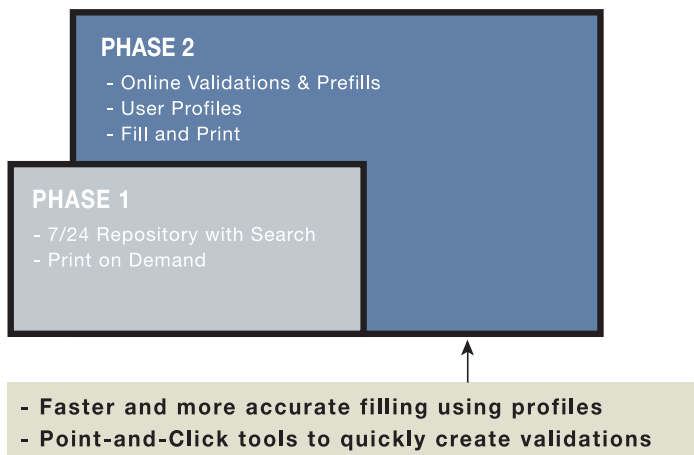 PHASE 2
- Online Validations & Prefills
- User Profiles
- Fill and Print
PHASE 1
- 7/24 Repository with Search
- Print on Demand
- Faster and more accurate filling using profiles
- Point-and-Click tools to quickly create validations